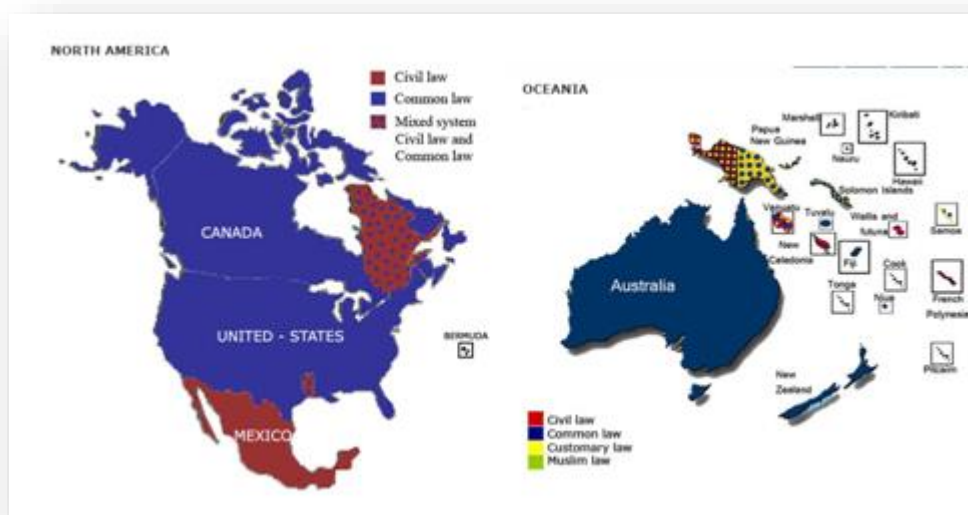 NORTH AMERICA
Civil law
Common law
Mixed system
Civil law and
Common law
CANADA
UNITED - STATES
BERMUDA
MEXICO
OCEANIA
Marshall
Kiribati
Papua
New Guinea
Nauru
Hawaii
Solomon Islands
Vanuatu
Tuvalu
Wallis and
futuna
Samoa
New
Caledonia
Fiji
Cook
Tonga
Niue
French
Polynesia
Australia
New
Zealand
Pitcairn
Civil law
Common law
Customary law
Muslim law